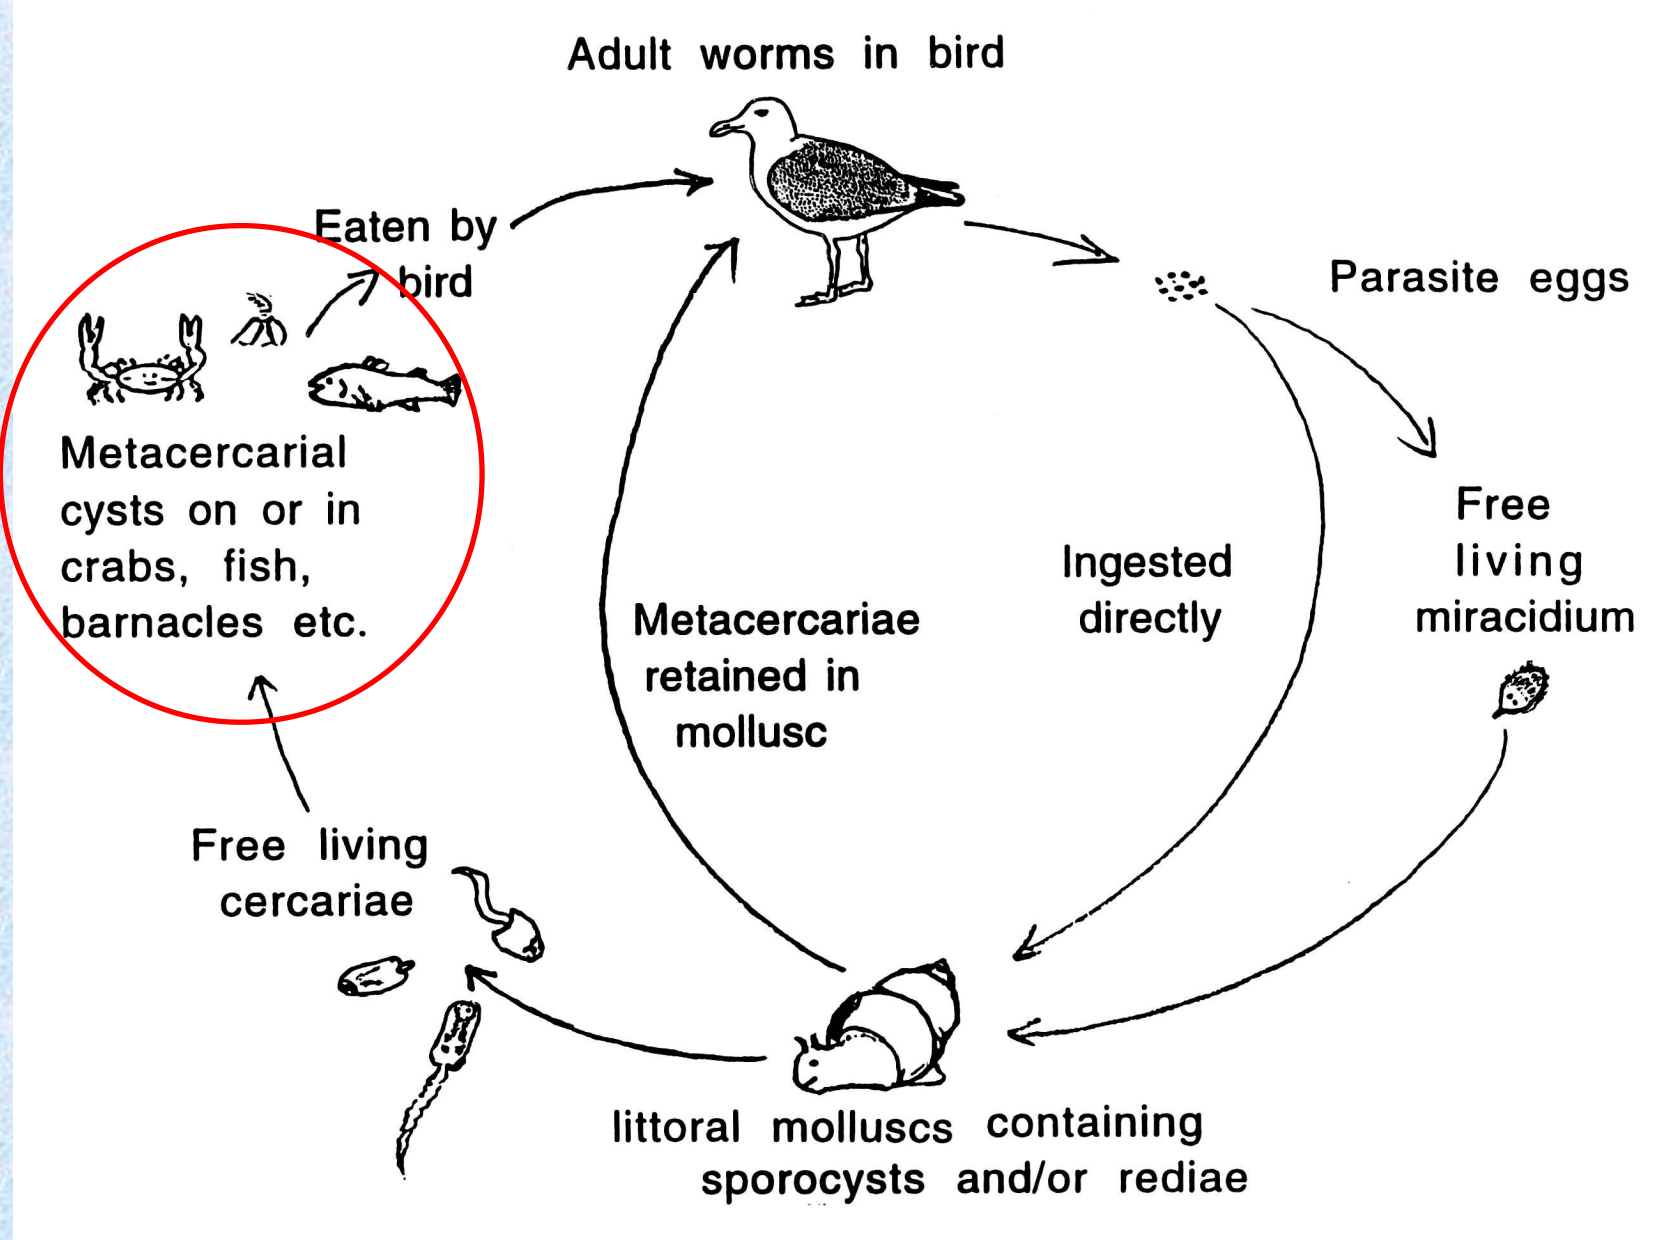 Adult worms in bird
Eaten by
bird
Parasite eggs
Metacercarial
cysts on or in
crabs, fish,
barnacles etc.
Free
living
miracidium
Ingested
directly
Metacercariae
retained in
mollusc
Free living
cercariae
littoral molluscs containing
sporocysts and/or rediae